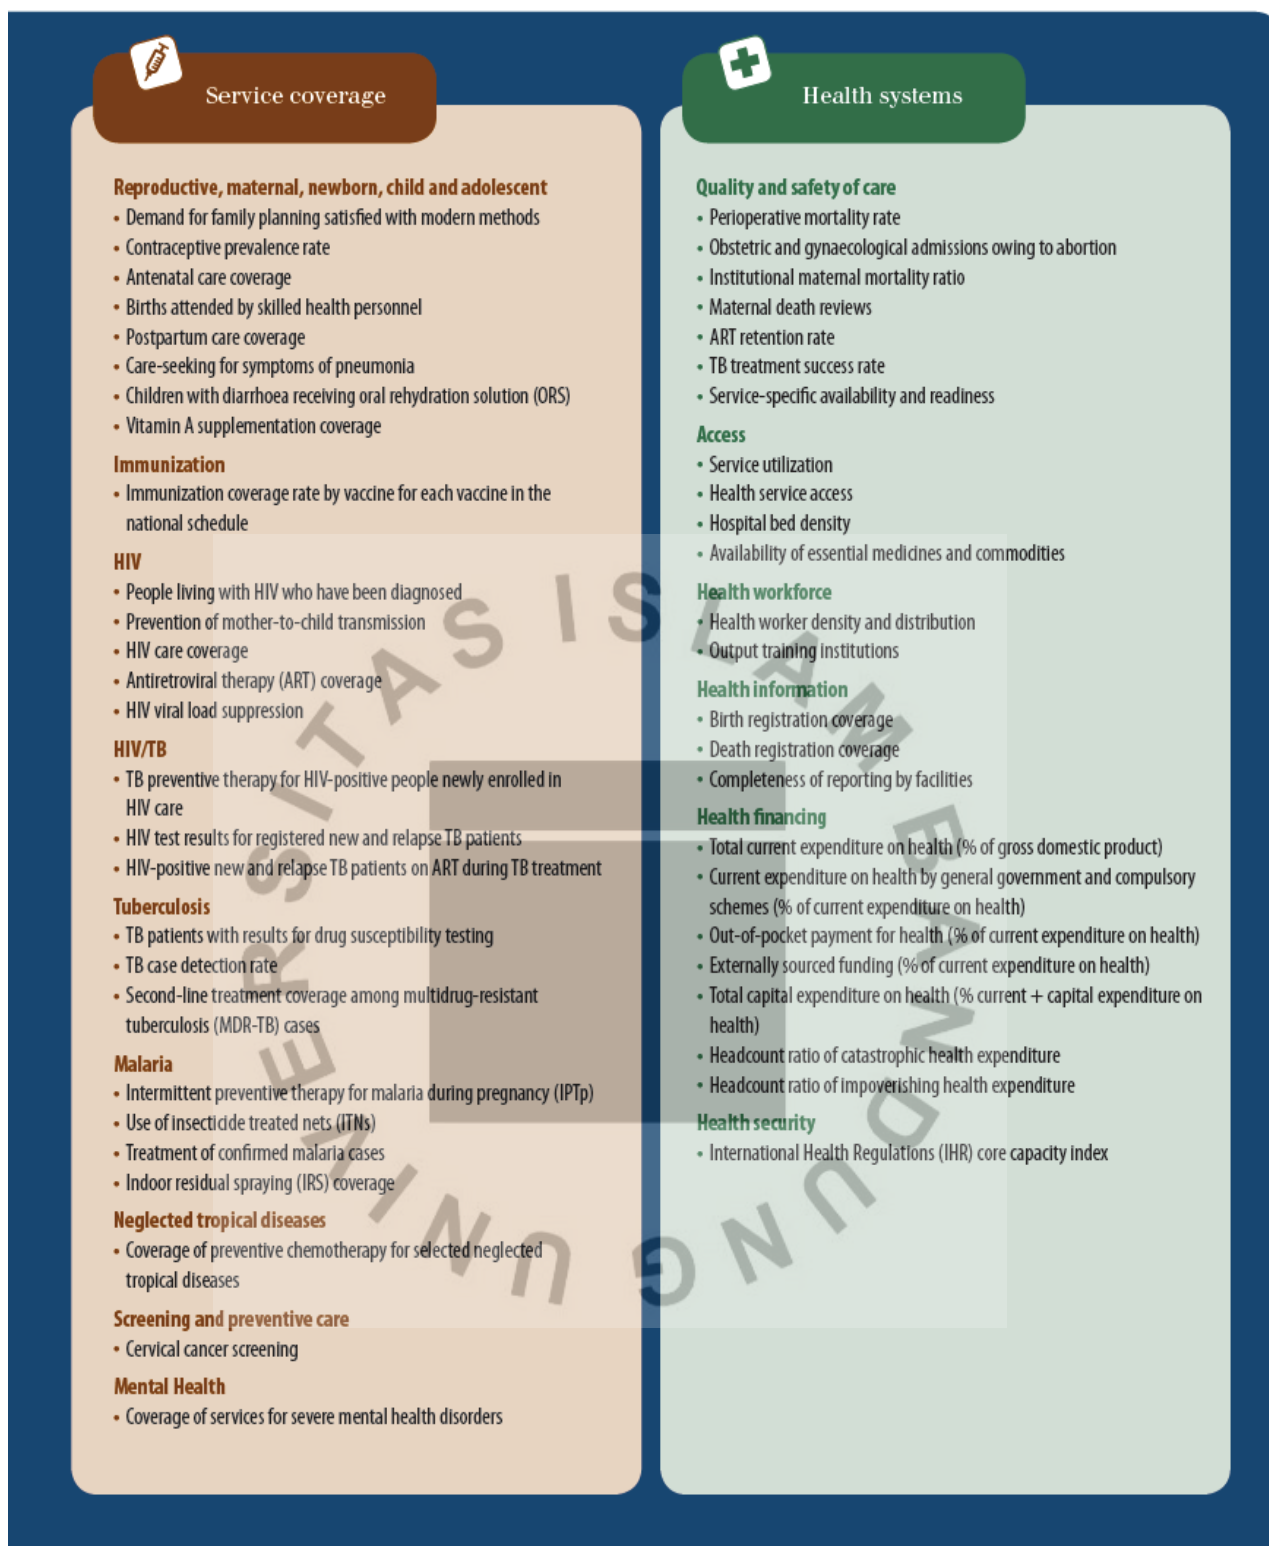 Service coverage
Reproductive, maternal, newborn, child and adolescent
• Demand for family planning satisfied with modern methods
• Contraceptive prevalence rate
• Antenatal care coverage
• Births attended by skilled health personnel
• Postpartum care coverage
• Care-seeking for symptoms of pneumonia
• Children with diarrhoea receiving oral rehydration solution (ORS)
• Vitamin A supplementation coverage
Immunization
• Immunization coverage rate by vaccine for each vaccine in the
national schedule
HIV
• People living with HIV who have been diagnosed
• Prevention of mother-to-child transmission
• HIV care coverage
• Antiretroviral therapy (ART) coverage
• HIV viral load suppression
HIV/TB
• TB preventive therapy for HIV-positive people newly enrolled in
HIV care
• HIV test results for registered new and relapse TB patients
• HIV-positive new and relapse TB patients on ART during TB treatment
Tuberculosis
• TB patients with results for drug susceptibility testing
• TB case detection rate
• Second-line treatment coverage among multidrug-resistant
tuberculosis (MDR-TB) cases
Malaria
• Intermittent preventive therapy for malaria during pregnancy (IPTp)
• Use of insecticide treated nets (ITNs)
• Treatment of confirmed malaria cases
• Indoor residual spraying (IRS) coverage
Neglected tropical diseases
• Coverage of preventive chemotherapy for selected neglected
tropical diseases
Screening and preventive care
• Cervical cancer screening
Mental Health
• Coverage of services for severe mental health disorders
Health systems
Quality and safety of care
• Perioperative mortality rate
• Obstetric and gynaecological admissions owing to abortion
• Institutional maternal mortality ratio
• Maternal death reviews
• ART retention rate
• TB treatment success rate
• Service-specific availability and readiness
Access
• Service utilization
• Health service access
• Hospital bed density
• Availability of essential medicines and commodities
Health workforce
• Health worker density and distribution
• Output training institutions
Health information
• Birth registration coverage
• Death registration coverage
• Completeness of reporting by facilities
Health financing
• Total current expenditure on health (% of gross domestic product)
• Current expenditure on health by general government and compulsory
schemes (% of current expenditure on health)
• Out-of-pocket payment for health (% of current expenditure on health)
• Externally sourced funding (% of current expenditure on health)
• Total capital expenditure on health (% current + capital expenditure on
health)
• Headcount ratio of catastrophic health expenditure
• Headcount ratio of impoverishing health expenditure
Health security
• International Health Regulations (IHR) core capacity index
UNIVERSITAS ISLAM BANDUNG